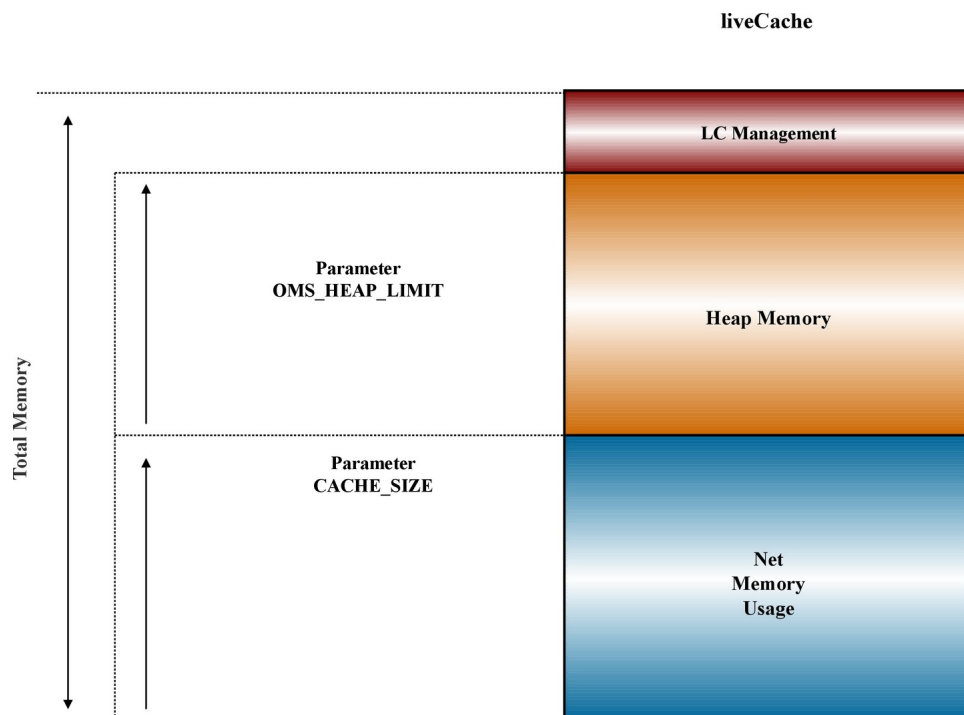 liveCache
LC Management
Parameter
OMS_HEAP_LIMIT
Heap Memory
Total Memory
Parameter
CACHE_SIZE
Net
Memory
Usage